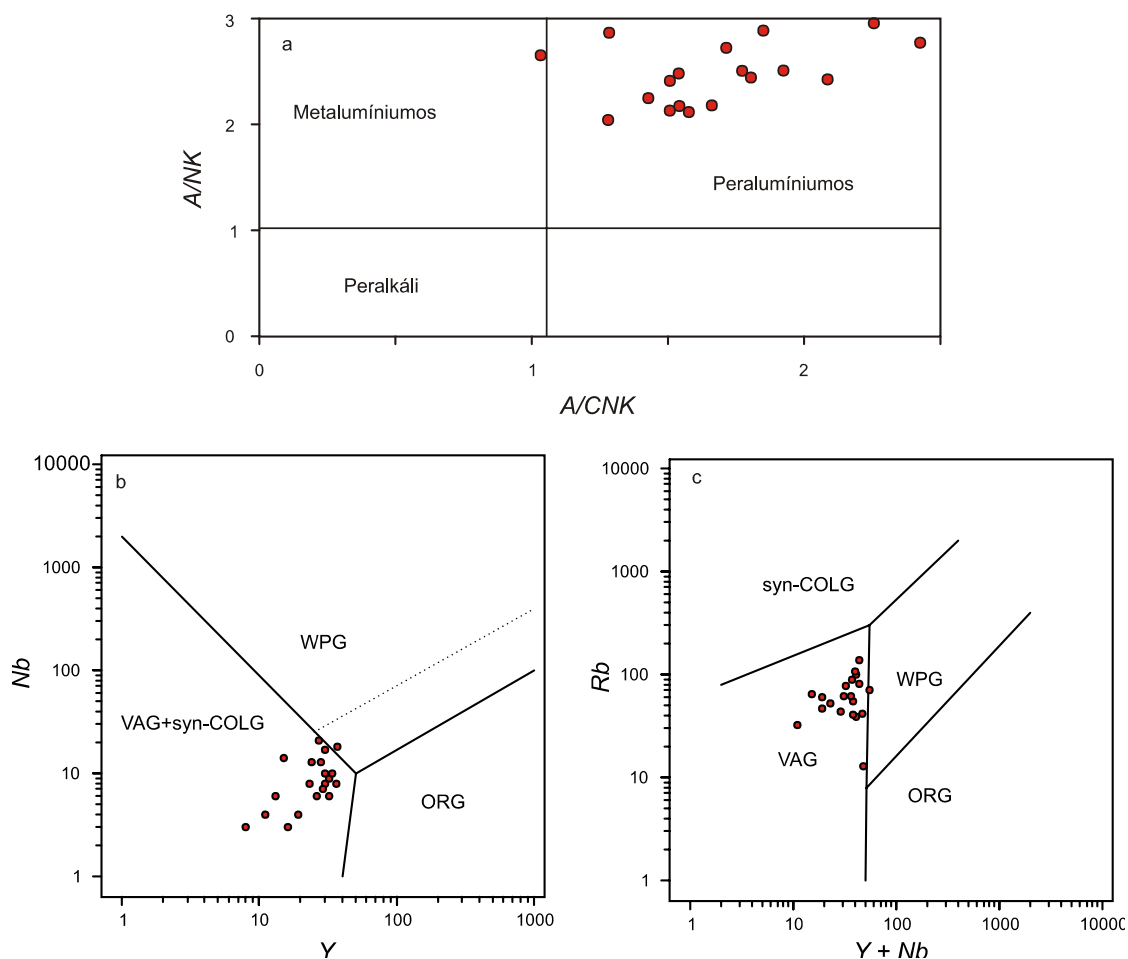 a
3
2
1
0
A/NK
Metalumíniumos
Peralumíniumos
Peralkáli
0 1 2
A/CNK
b
10000
1000
100
10
1
Nb
WPG
VAG+syn-COLG
ORG
1 10 100 1000
Y
c
10000
1000
100
10
1
Rb
syn-COLG
WPG
VAG
ORG
1 10 100 1000 10000
Y + Nb